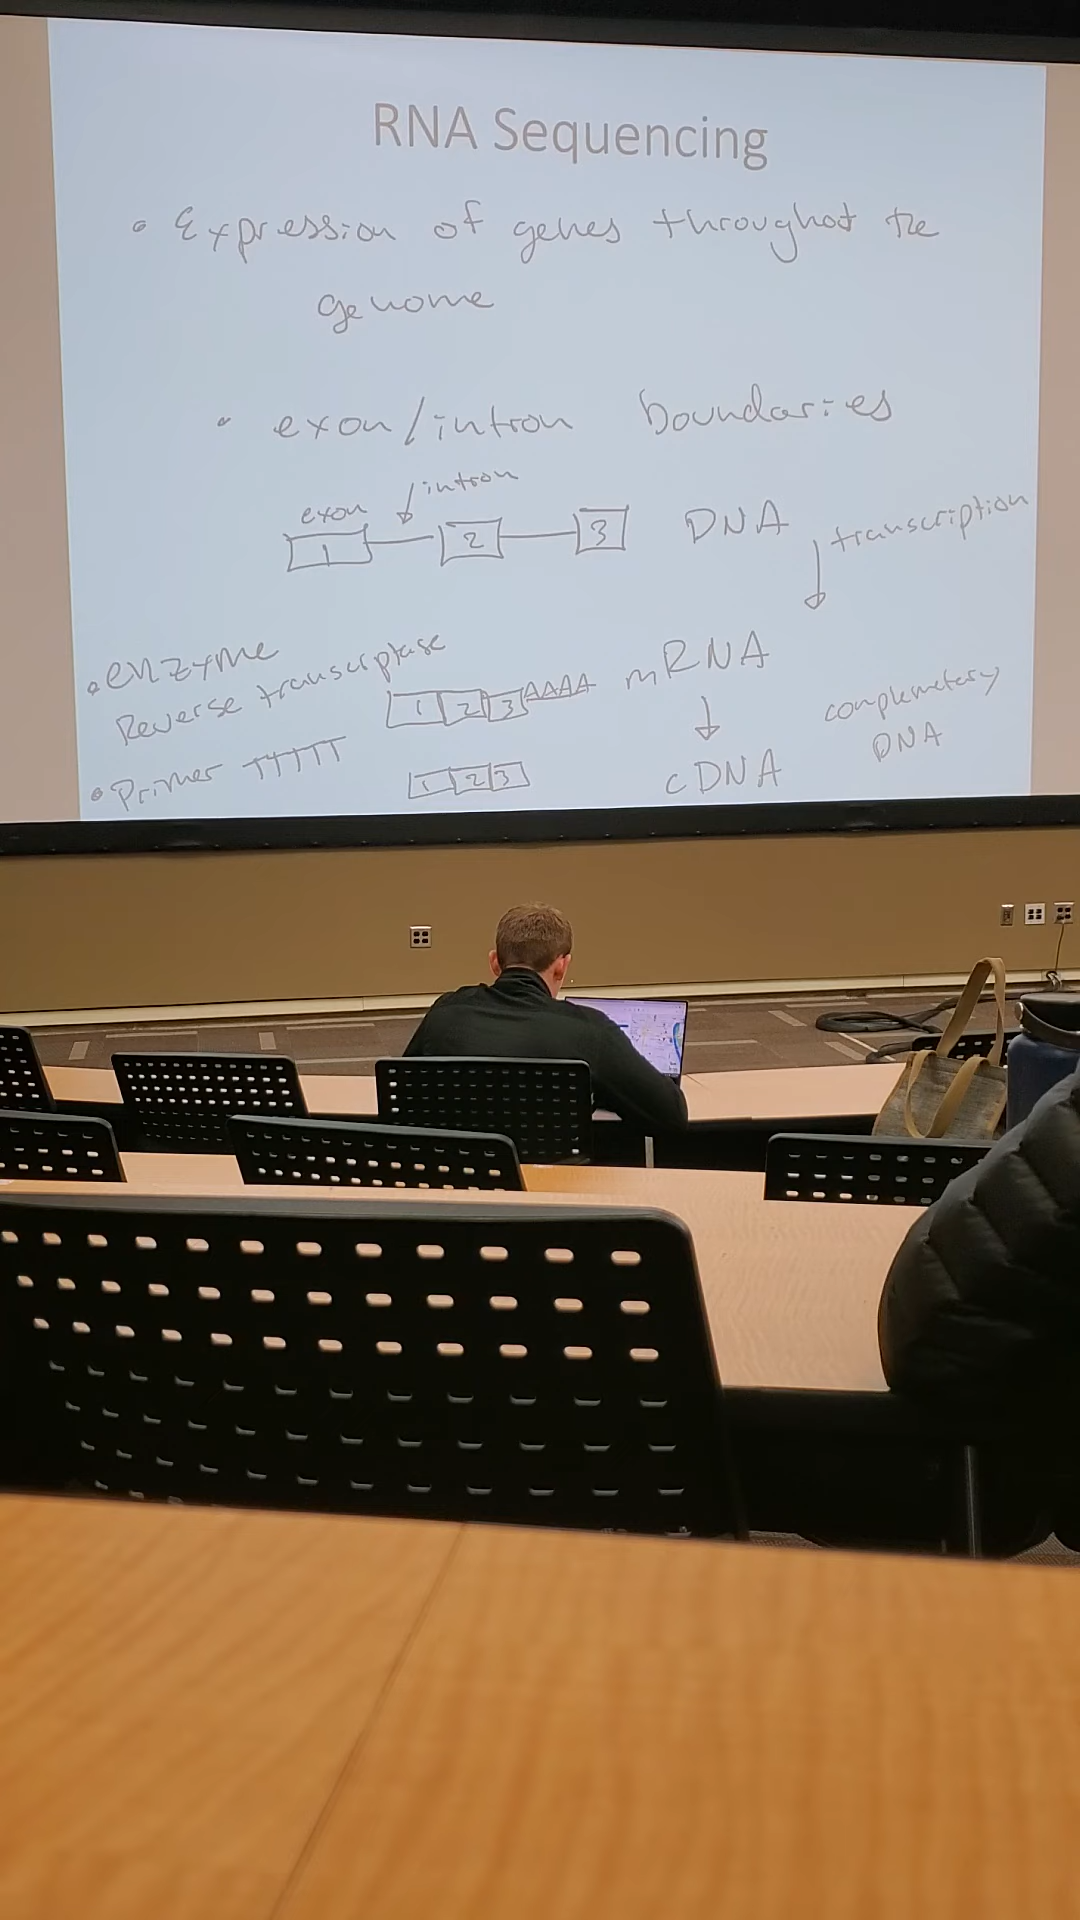 RNA Sequencing
• Expression of genes throughot the
genome
• exon/intron boundaries
intron
exon
1 2 3 DNA
transcription
• enzyme
Reverse transcriptase
1 2 3 AAAA mRNA
• Primer TTTTT
complemetary
DNA
1 2 3 cDNA